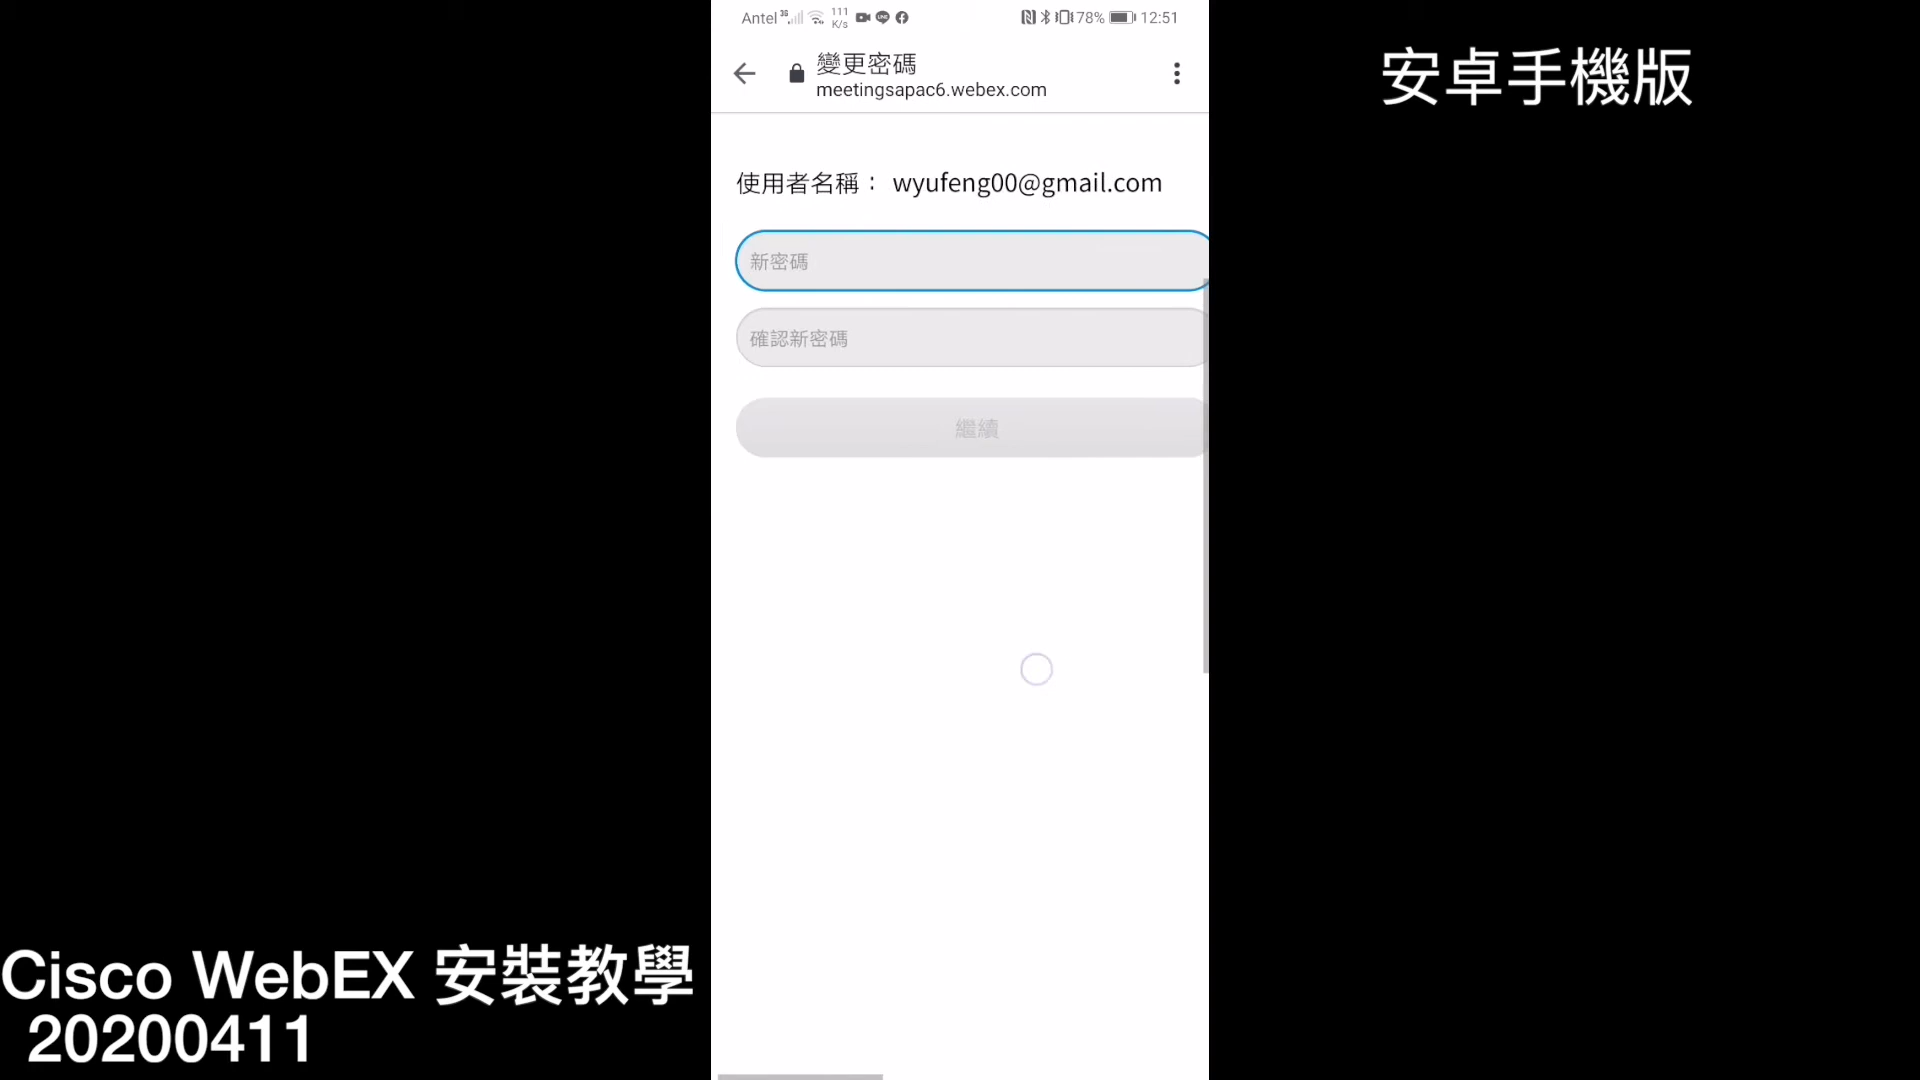 Antel 3G 111 K/s 78% 12:51
變更密碼
meetingsapac6.webex.com
安卓手機版
使用者名稱： wyufeng00@gmail.com
新密碼
確認新密碼
繼續
Cisco WebEX 安裝教學
20200411